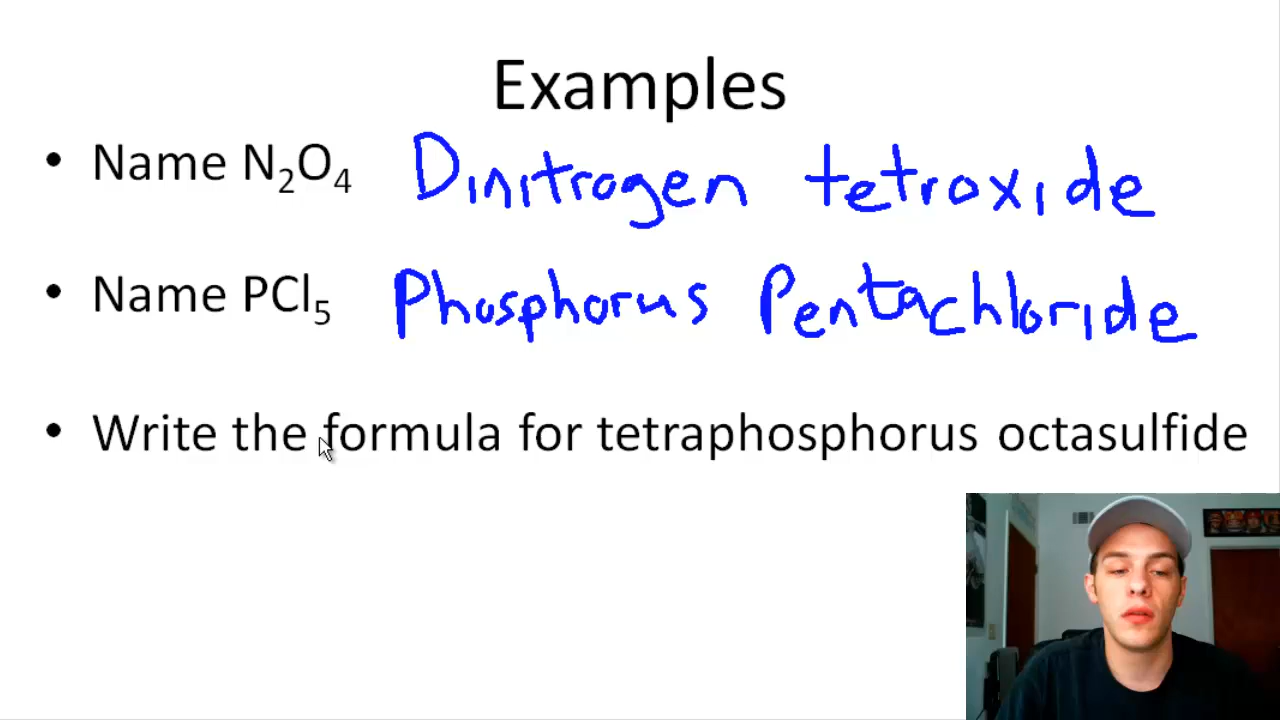 Examples
• Name N₂O₄ Dinitrogen tetroxide
• Name PCl₅ Phosphorus Pentachloride
• Write the formula for tetraphosphorus octasulfide